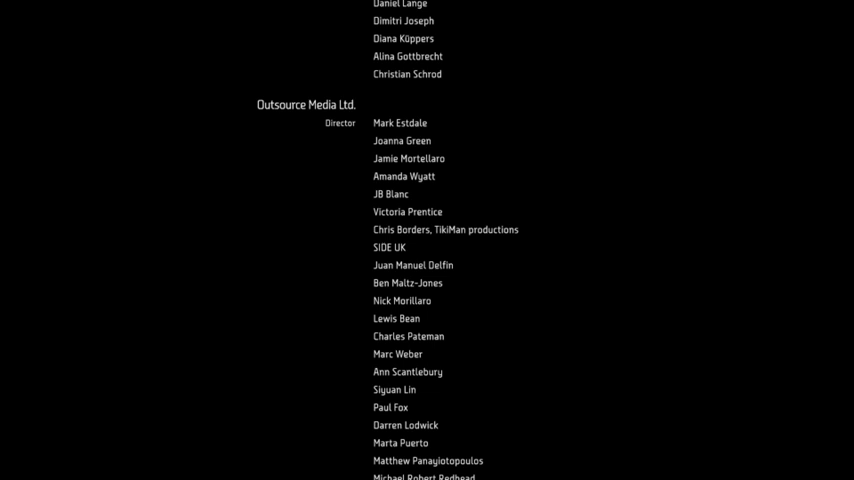 Daniel Lange
Dimitri Joseph
Diana Küppers
Alina Gottbrecht
Christian Schrod
Outsource Media Ltd.
Director Mark Estdale
Joanna Green
Jamie Mortellaro
Amanda Wyatt
JB Blanc
Victoria Prentice
Chris Borders, TikiMan productions
SIDE UK
Juan Manuel Delfin
Ben Maltz-Jones
Nick Morillaro
Lewis Bean
Charles Pateman
Marc Weber
Ann Scantlebury
Siyuan Lin
Paul Fox
Darren Lodwick
Marta Puerto
Matthew Panayiotopoulos
Michael Robert Redhead